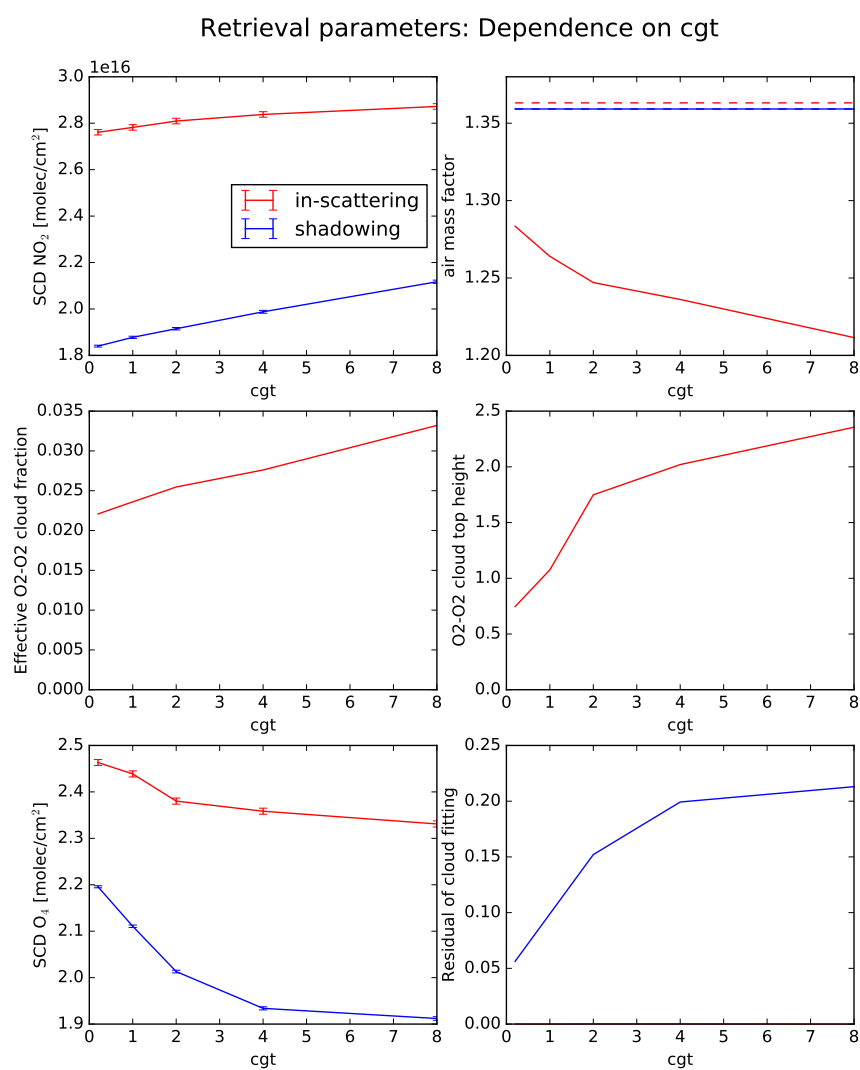 Retrieval parameters: Dependence on cgt
1e16
3.0
2.8
2.6
2.4
2.2
2.0
1.8
SCD NO₂ [molec/cm²]
in-scattering
shadowing
0 1 2 3 4 5 6 7 8
cgt
1.35
1.30
1.25
1.20
air mass factor
0 1 2 3 4 5 6 7 8
cgt
0.035
0.030
0.025
0.020
0.015
0.010
0.005
0.000
Effective O2-O2 cloud fraction
0 1 2 3 4 5 6 7 8
cgt
2.5
2.0
1.5
1.0
0.5
0.0
O2-O2 cloud top height
0 1 2 3 4 5 6 7 8
cgt
2.5
2.4
2.3
2.2
2.1
2.0
1.9
SCD O₄ [molec/cm²]
0 1 2 3 4 5 6 7 8
cgt
0.25
0.20
0.15
0.10
0.05
0.00
Residual of cloud fitting
0 1 2 3 4 5 6 7 8
cgt